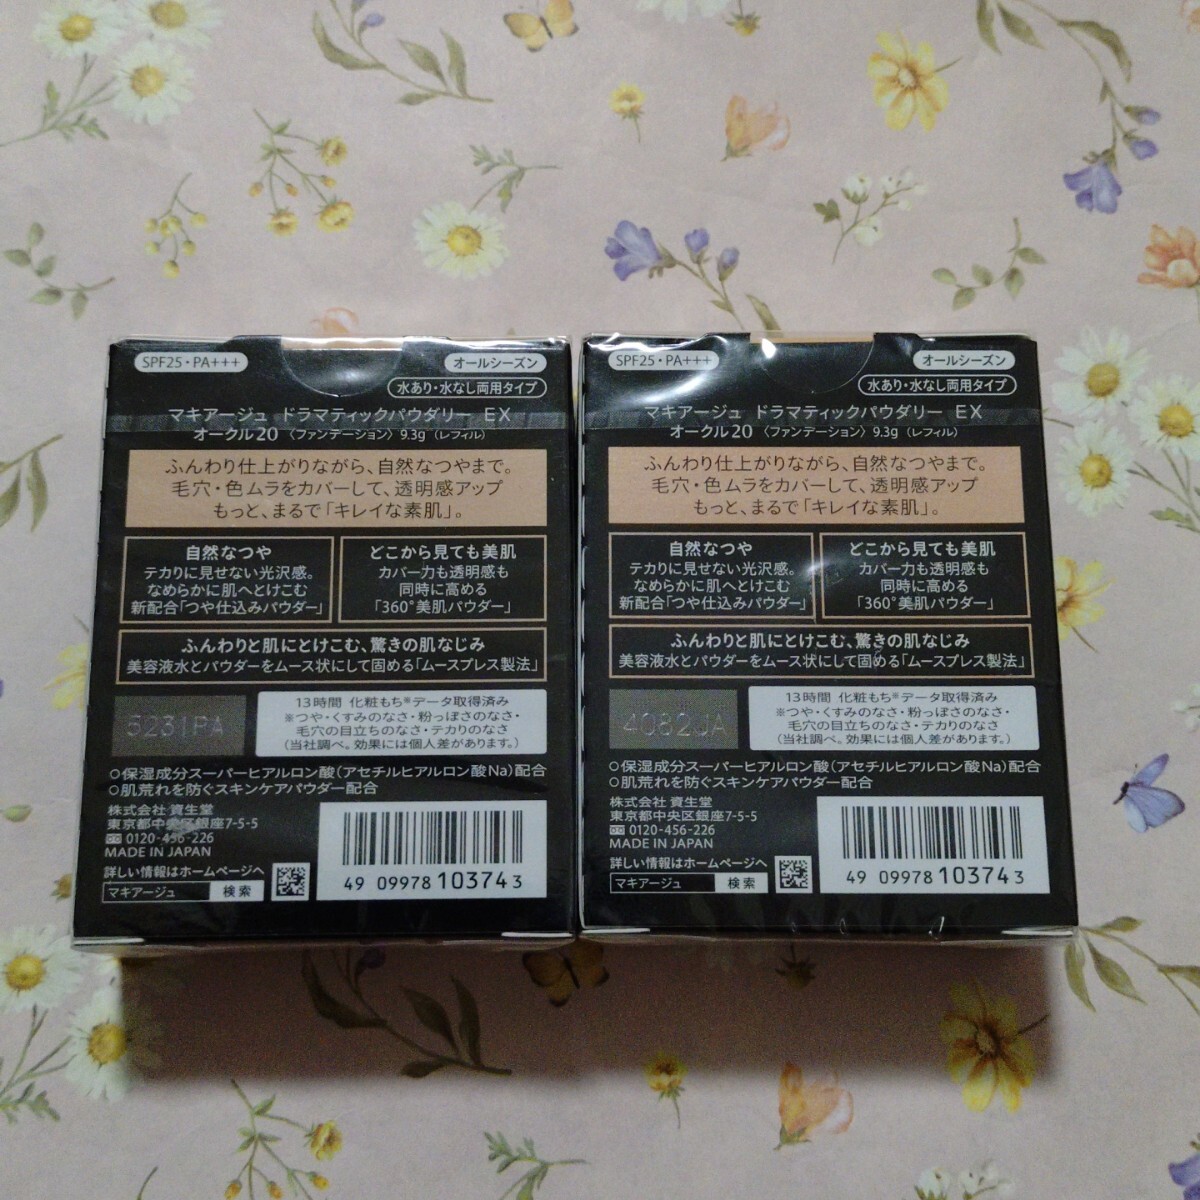 SPF25・PA+++
オールシーズン
水あり・水なし両用タイプ
マキアージュ ドラマティックパウダリー EX
オークル20 〈ファンデーション〉 9.3g (レフィル)
ふんわり仕上がりながら、自然なつやまで。
毛穴・色ムラをカバーして、透明感アップ
もっと、まるで「キレイな素肌」。
自然なつや
テカりに見せない光沢感。
なめらかに肌へとけこむ
新配合「つや仕込みパウダー」
どこから見ても美肌
カバー力も透明感も
同時に高める
「360°美肌パウダー」
ふんわりと肌にとけこむ、驚きの肌なじみ
美容液水とパウダーをムース状にして固める「ムースプレス製法」
5231PA
13時間 化粧もち※データ取得済み
※つや・くすみのなさ・粉っぽさのなさ・
毛穴の目立ちのなさ・テカりのなさ
(当社調べ。効果には個人差があります。)
○保湿成分スーパーヒアルロン酸(アセチルヒアルロン酸Na)配合
○肌荒れを防ぐスキンケアパウダー配合
株式会社 資生堂
東京都中央区銀座7-5-5
0120-456-226
MADE IN JAPAN
詳しい情報はホームページへ
マキアージュ 検索
49 09978 10374 3
SPF25・PA+++
オールシーズン
水あり・水なし両用タイプ
マキアージュ ドラマティックパウダリー EX
オークル20 〈ファンデーション〉 9.3g (レフィル)
ふんわり仕上がりながら、自然なつやまで。
毛穴・色ムラをカバーして、透明感アップ
もっと、まるで「キレイな素肌」。
自然なつや
テカりに見せない光沢感。
なめらかに肌へとけこむ
新配合「つや仕込みパウダー」
どこから見ても美肌
カバー力も透明感も
同時に高める
「360°美肌パウダー」
ふんわりと肌にとけこむ、驚きの肌なじみ
美容液水とパウダーをムース状にして固める「ムースプレス製法」
4082JA
13時間 化粧もち※データ取得済み
※つや・くすみのなさ・粉っぽさのなさ・
毛穴の目立ちのなさ・テカりのなさ
(当社調べ。効果には個人差があります。)
○保湿成分スーパーヒアルロン酸(アセチルヒアルロン酸Na)配合
○肌荒れを防ぐスキンケアパウダー配合
株式会社 資生堂
東京都中央区銀座7-5-5
0120-456-226
MADE IN JAPAN
詳しい情報はホームページへ
マキアージュ 検索
49 09978 10374 3